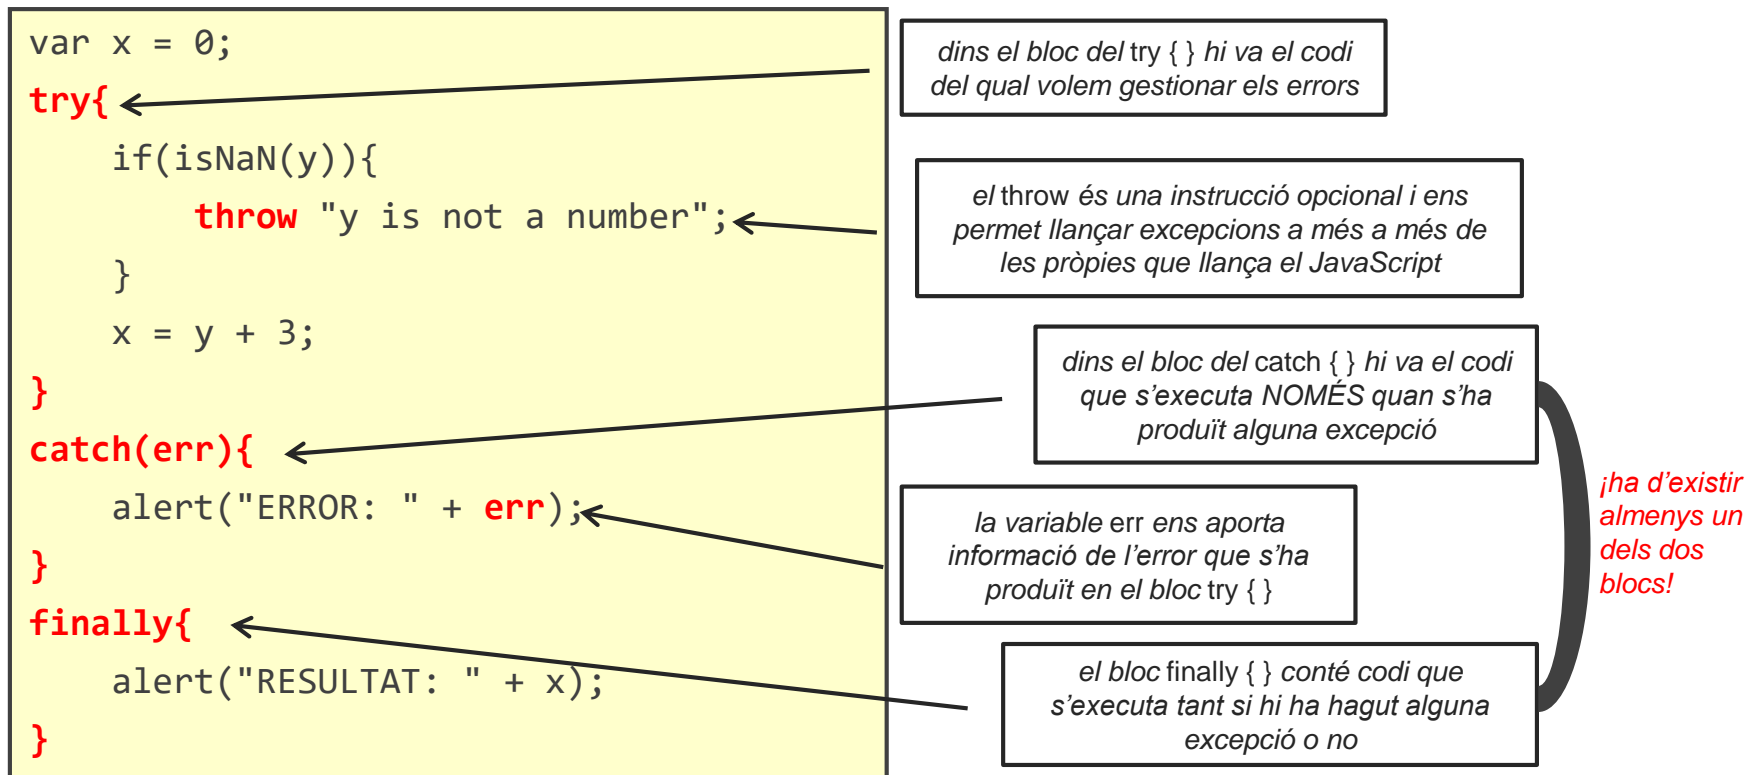 var x = 0;
try{
if(isNaN(y)){
throw "y is not a number";
}
x = y + 3;
}
catch(err){
alert("ERROR: " + err);
}
finally{
alert("RESULTAT: " + x);
}
dins el bloc del try { } hi va el codi
del qual volem gestionar els errors
el throw és una instrucció opcional i ens
permet llançar excepcions a més a més de
les pròpies que llança el JavaScript
dins el bloc del catch { } hi va el codi
que s’executa NOMÉS quan s’ha
produït alguna excepció
la variable err ens aporta
informació de l’error que s’ha
produït en el bloc try { }
el bloc finally { } conté codi que
s’executa tant si hi ha hagut alguna
excepció o no
¡ha d’existir
almenys un
dels dos
blocs!